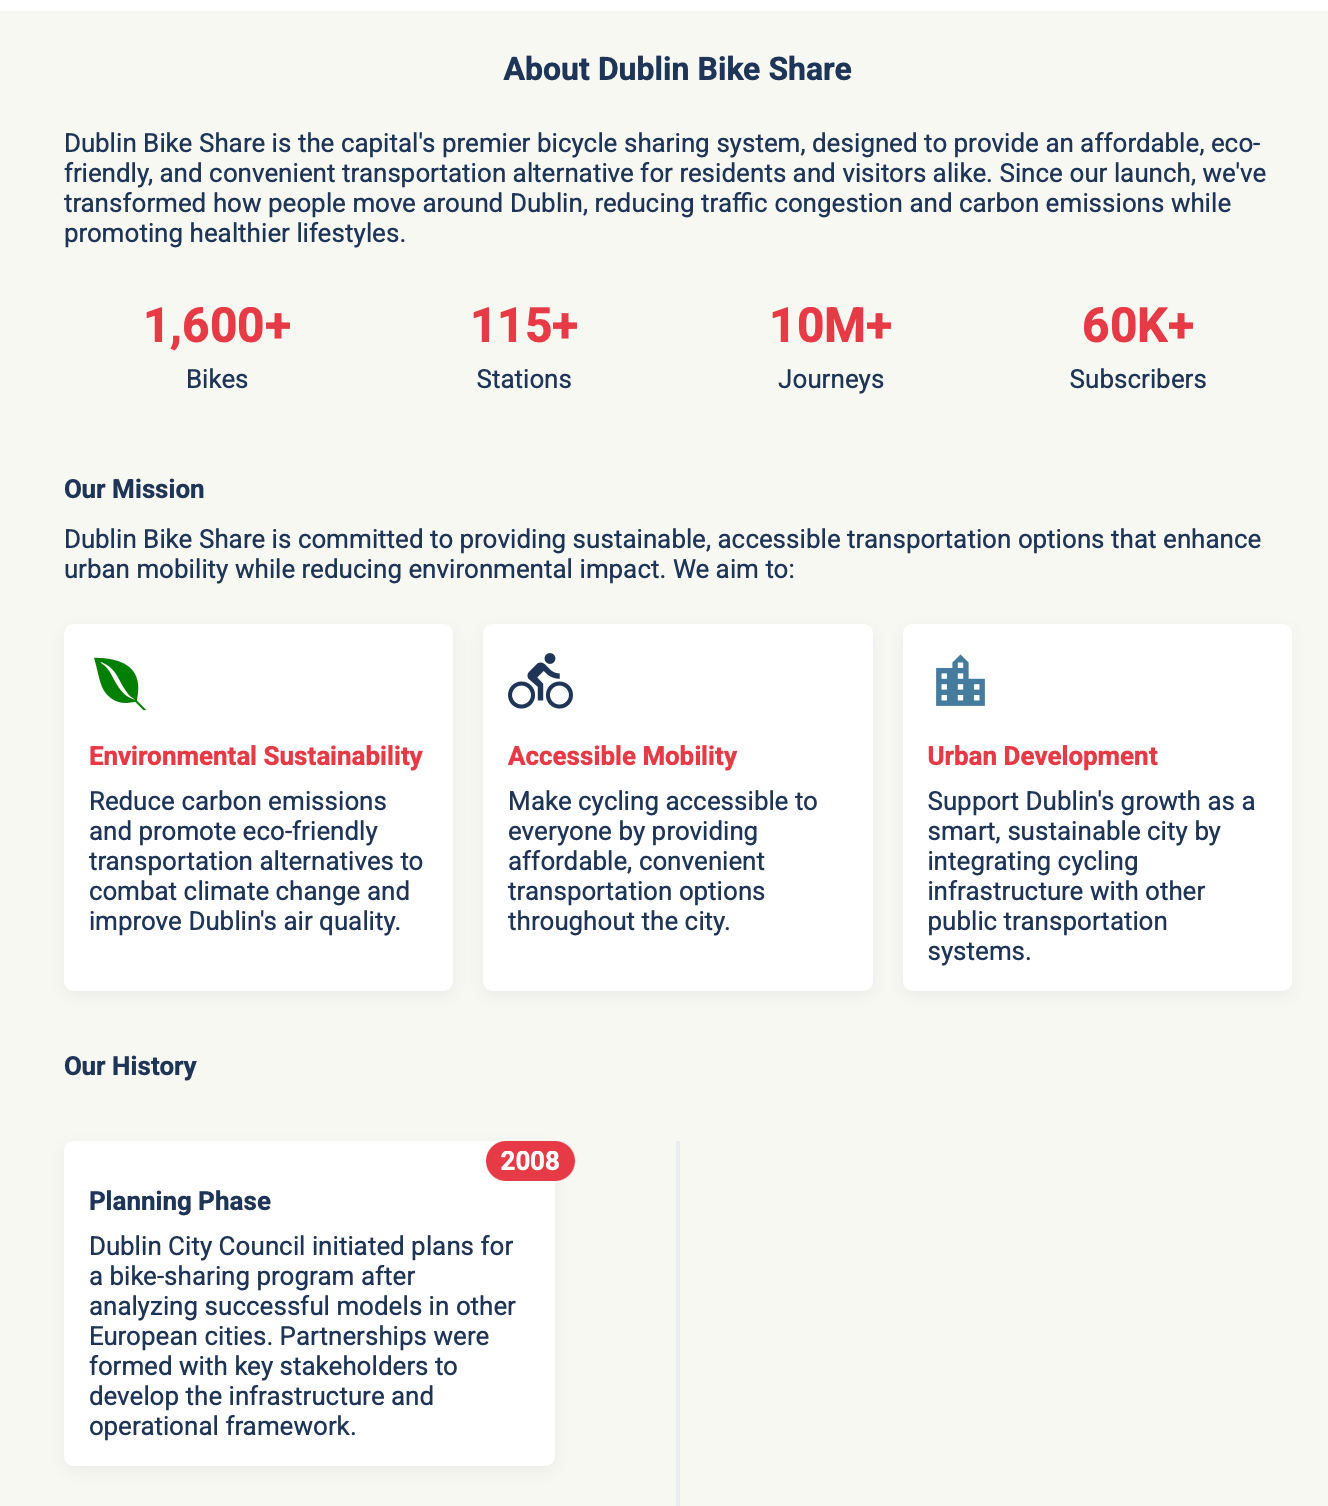 About Dublin Bike Share
Dublin Bike Share is the capital's premier bicycle sharing system, designed to provide an affordable, eco-
friendly, and convenient transportation alternative for residents and visitors alike. Since our launch, we've
transformed how people move around Dublin, reducing traffic congestion and carbon emissions while
promoting healthier lifestyles.
1,600+
Bikes
115+
Stations
10M+
Journeys
60K+
Subscribers
Our Mission
Dublin Bike Share is committed to providing sustainable, accessible transportation options that enhance
urban mobility while reducing environmental impact. We aim to:
Environmental Sustainability
Reduce carbon emissions
and promote eco-friendly
transportation alternatives to
combat climate change and
improve Dublin's air quality.
Accessible Mobility
Make cycling accessible to
everyone by providing
affordable, convenient
transportation options
throughout the city.
Urban Development
Support Dublin's growth as a
smart, sustainable city by
integrating cycling
infrastructure with other
public transportation
systems.
Our History
2008
Planning Phase
Dublin City Council initiated plans for
a bike-sharing program after
analyzing successful models in other
European cities. Partnerships were
formed with key stakeholders to
develop the infrastructure and
operational framework.